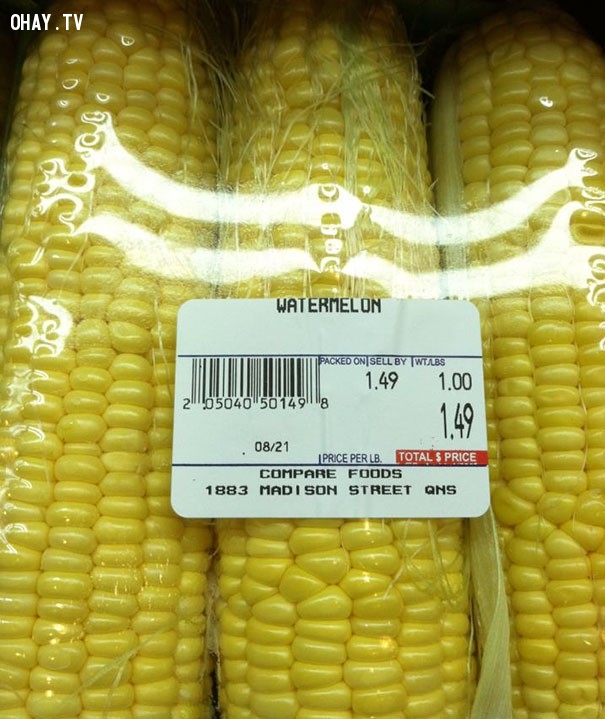 OHAY.TV
WATERMELON
PACKED ON SELL BY WT./LBS
1.49 1.00
1.49
2 05040 50149 8
08/21
PRICE PER LB. TOTAL $ PRICE
COMPARE FOODS
1883 MADISON STREET QNS